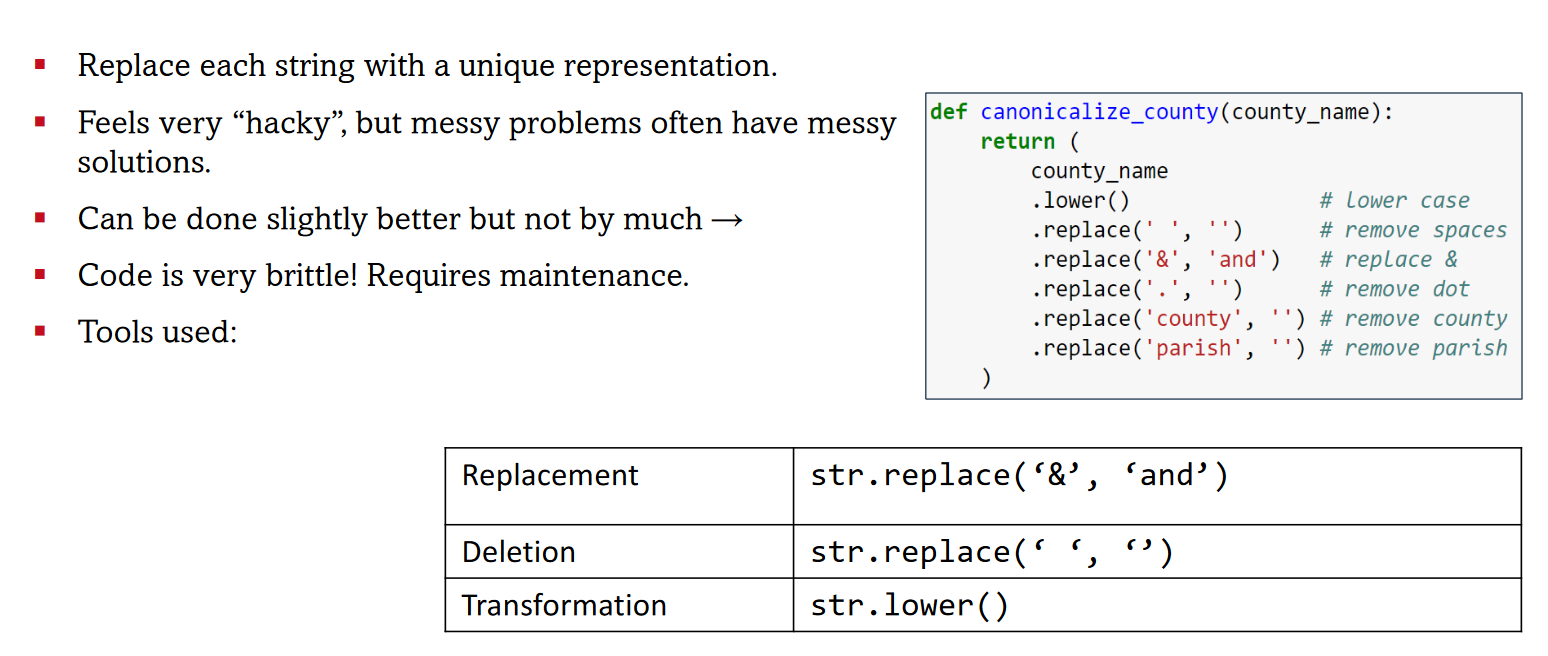 Replace each string with a unique representation.
Feels very “hacky”, but messy problems often have messy
solutions.
Can be done slightly better but not by much →
Code is very brittle! Requires maintenance.
Tools used:
def canonicalize_county(county_name):
    return (
        county_name
        .lower()               # lower case
        .replace(' ', '')      # remove spaces
        .replace('&', 'and')   # replace &
        .replace('.', '')      # remove dot
        .replace('county', '') # remove county
        .replace('parish', '') # remove parish
    )
Replacement str.replace(‘&’, ‘and’)
Deletion str.replace(‘ ‘, ‘’)
Transformation str.lower()